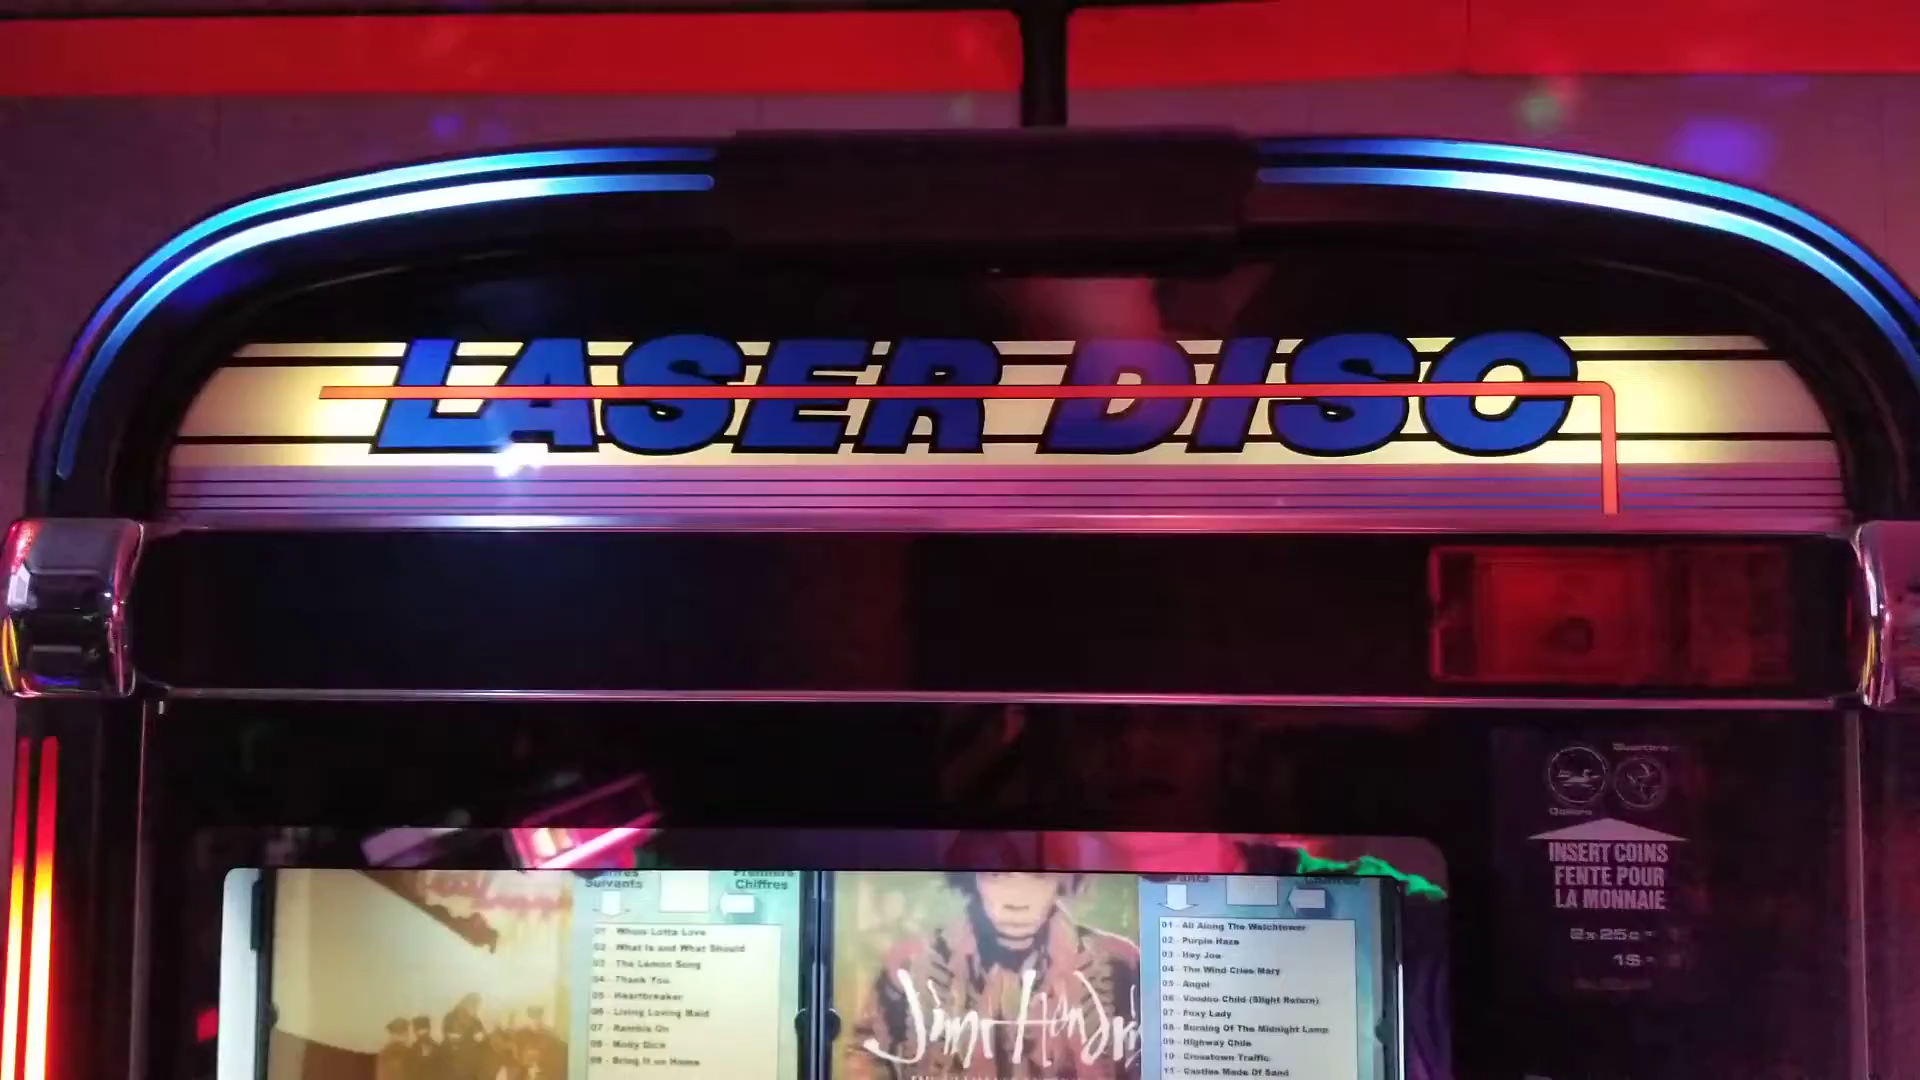 LASER DISC
Quarters
INSERT COINS
FENTE POUR
LA MONNAIE
2x25¢
1$
Suivants
Premiers
Chiffres
01 - Whole Lotta Love
02 - What Is and What Should
03 - The Lemon Song
04 - Thank You
05 - Heartbreaker
06 - Living Loving Maid
07 - Ramble On
08 - Moby Dick
09 - Bring It on Home
Jimi Hendrix
01 - All Along The Watchtower
02 - Purple Haze
03 - Hey Joe
04 - The Wind Cries Mary
05 - Angel
06 - Voodoo Child (Slight Return)
07 - Foxy Lady
08 - Burning Of The Midnight Lamp
09 - Highway Chile
10 - Crosstown Traffic
11 - Castles Made Of Sand